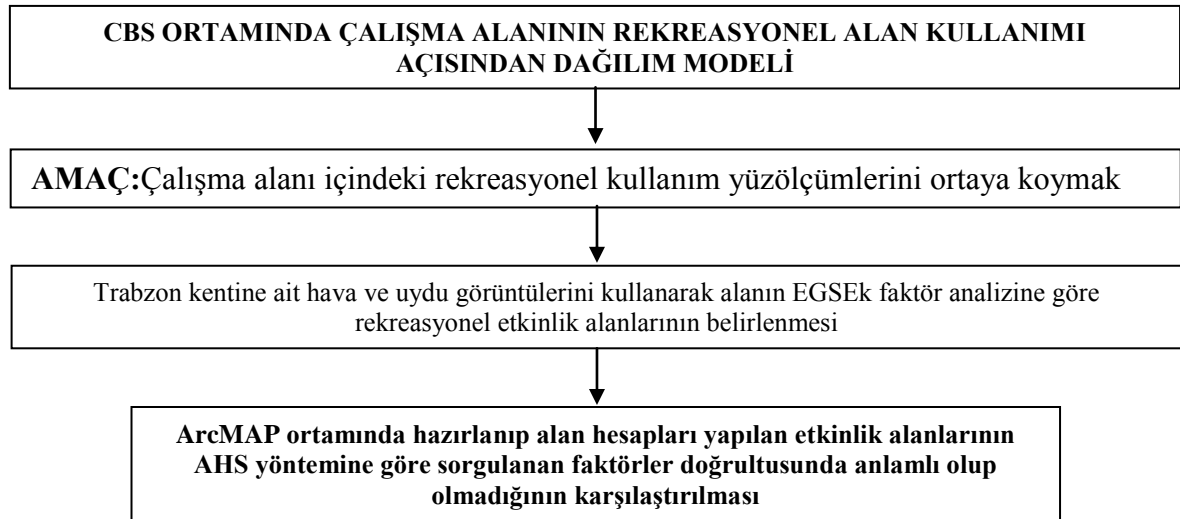 CBS ORTAMINDA ÇALIŞMA ALANININ REKREASYONEL ALAN KULLANIMI
AÇISINDAN DAĞILIM MODELİ
AMAÇ:Çalışma alanı içindeki rekreasyonel kullanım yüzölçümlerini ortaya koymak
Trabzon kentine ait hava ve uydu görüntülerini kullanarak alanın EGSEk faktör analizine göre
rekreasyonel etkinlik alanlarının belirlenmesi
ArcMAP ortamında hazırlanıp alan hesapları yapılan etkinlik alanlarının
AHS yöntemine göre sorgulanan faktörler doğrultusunda anlamlı olup
olmadığının karşılaştırılması